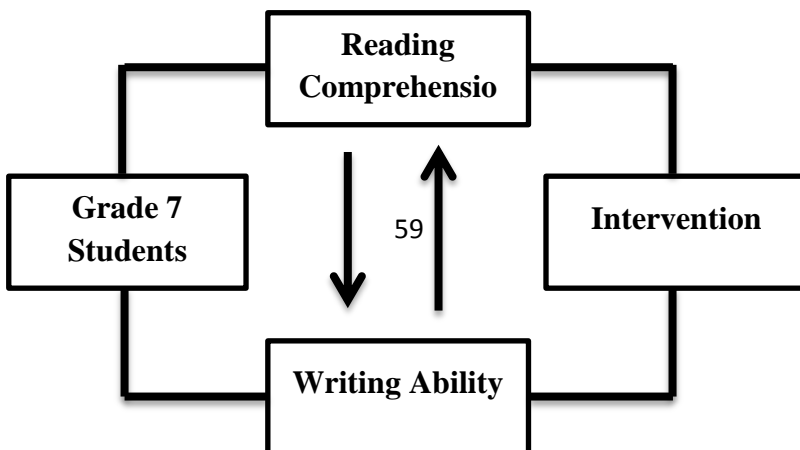 Reading
Comprehensio
Grade 7
Students
Intervention
59
Writing Ability